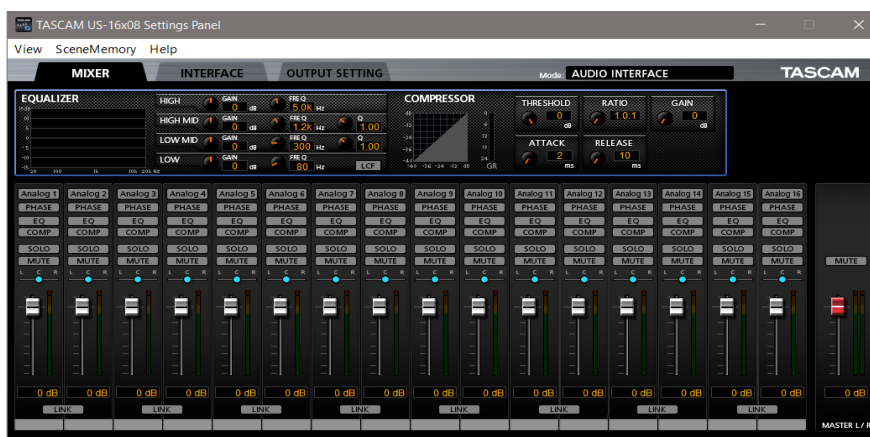 TASCAM US-16x08 Settings Panel
View SceneMemory Help
MIXER INTERFACE OUTPUT SETTING Mode: AUDIO INTERFACE TASCAM
EQUALIZER HIGH GAIN 0 dB FREQ 5.0k Hz
HIGH MID GAIN 0 dB FREQ 1.2k Hz Q 1.00
LOW MID GAIN 0 dB FREQ 300 Hz Q 1.00
LOW GAIN 0 dB FREQ 80 Hz LCF
20 100 1k 10k 20k Hz
COMPRESSOR THRESHOLD 0 dB RATIO 1.0:1 GAIN 0 dB
ATTACK 2 ms RELEASE 10 ms
-40 -36 -24 -12 dB GR
Analog 1 Analog 2 Analog 3 Analog 4 Analog 5 Analog 6 Analog 7 Analog 8 Analog 9 Analog 10 Analog 11 Analog 12 Analog 13 Analog 14 Analog 15 Analog 16
PHASE PHASE PHASE PHASE PHASE PHASE PHASE PHASE PHASE PHASE PHASE PHASE PHASE PHASE PHASE PHASE
EQ EQ EQ EQ EQ EQ EQ EQ EQ EQ EQ EQ EQ EQ EQ EQ
COMP COMP COMP COMP COMP COMP COMP COMP COMP COMP COMP COMP COMP COMP COMP COMP
SOLO SOLO SOLO SOLO SOLO SOLO SOLO SOLO SOLO SOLO SOLO SOLO SOLO SOLO SOLO SOLO
MUTE MUTE MUTE MUTE MUTE MUTE MUTE MUTE MUTE MUTE MUTE MUTE MUTE MUTE MUTE MUTE MUTE
L C R L C R L C R L C R L C R L C R L C R L C R L C R L C R L C R L C R L C R L C R L C R L C R
0 dB 0 dB 0 dB 0 dB 0 dB 0 dB 0 dB 0 dB 0 dB 0 dB 0 dB 0 dB 0 dB 0 dB 0 dB 0 dB 0 dB
LINK LINK LINK LINK LINK LINK LINK LINK
MASTER L / R